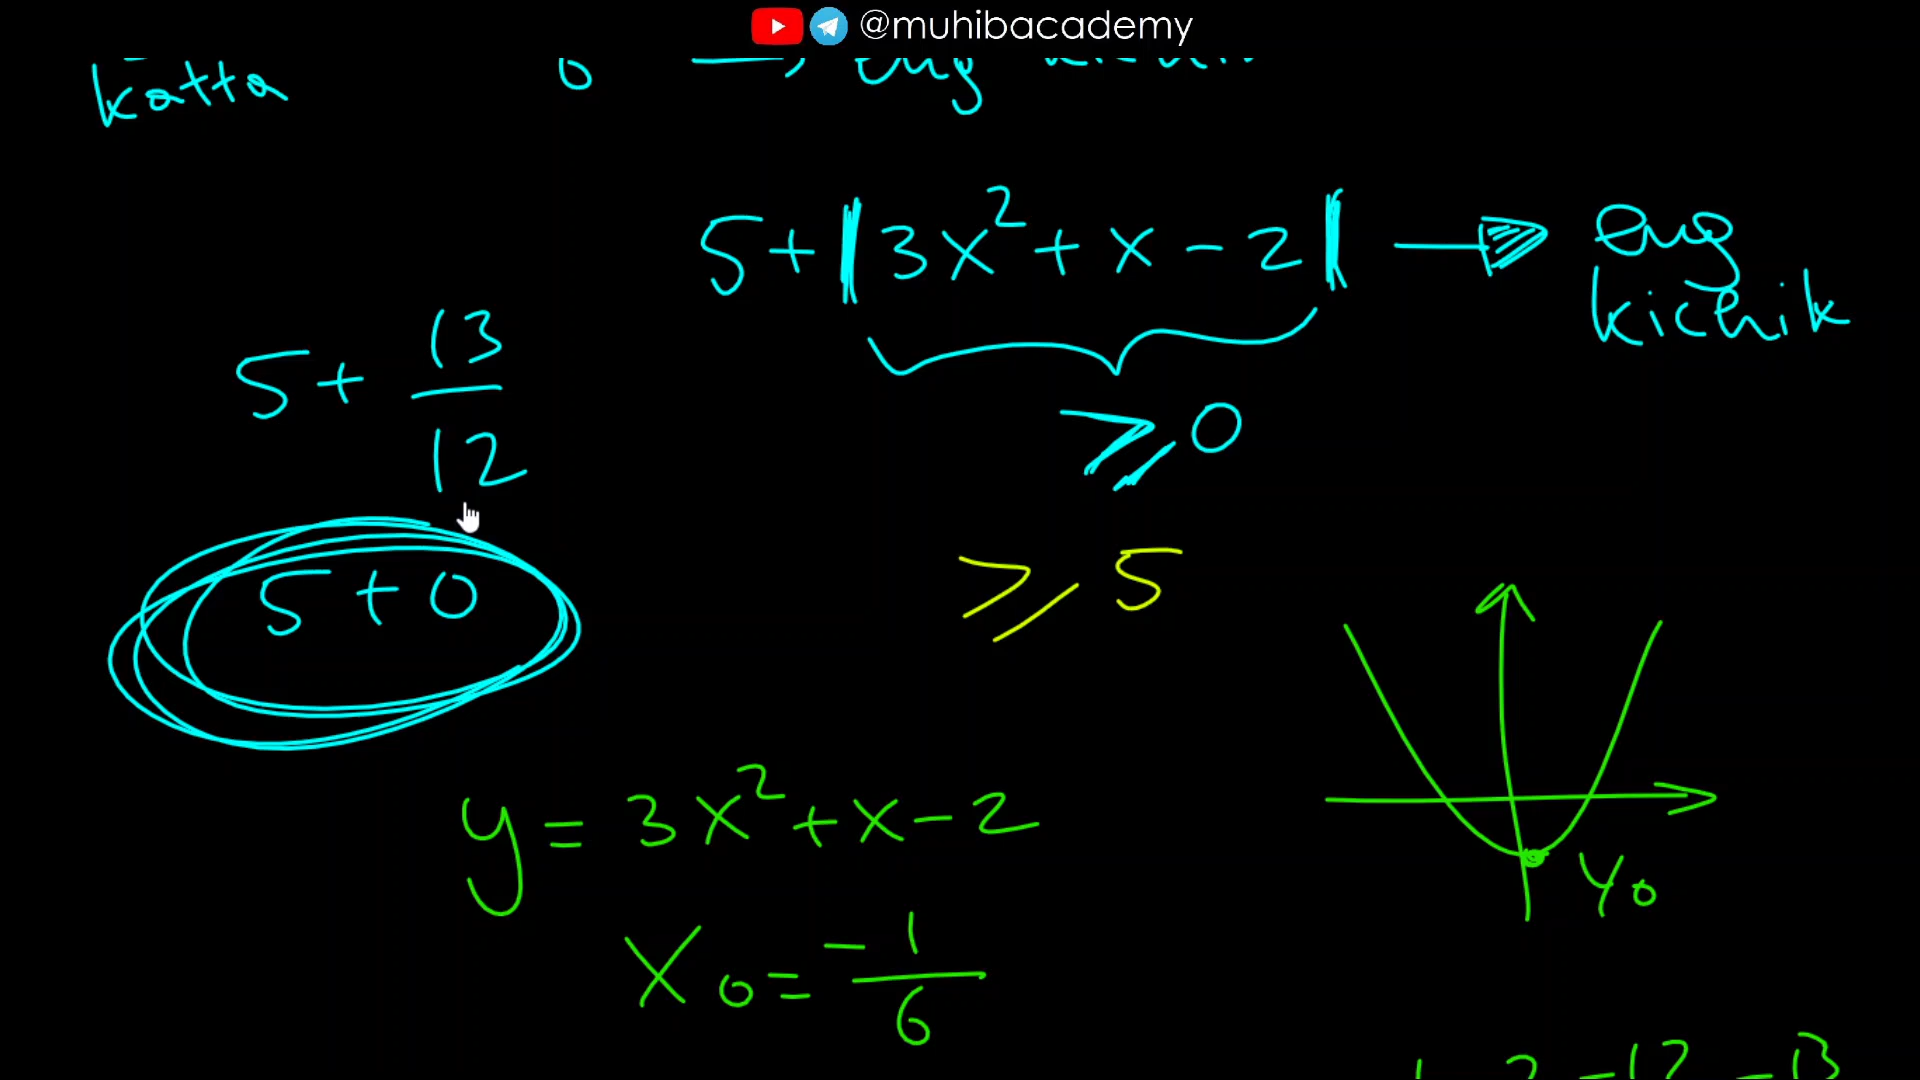 @muhibacademy
katta
5+|3x²+x-2| → eng
kichik
5+13/12
≥0
≥5
5+0
y=3x²+x-2
y₀
x₀=-1/6